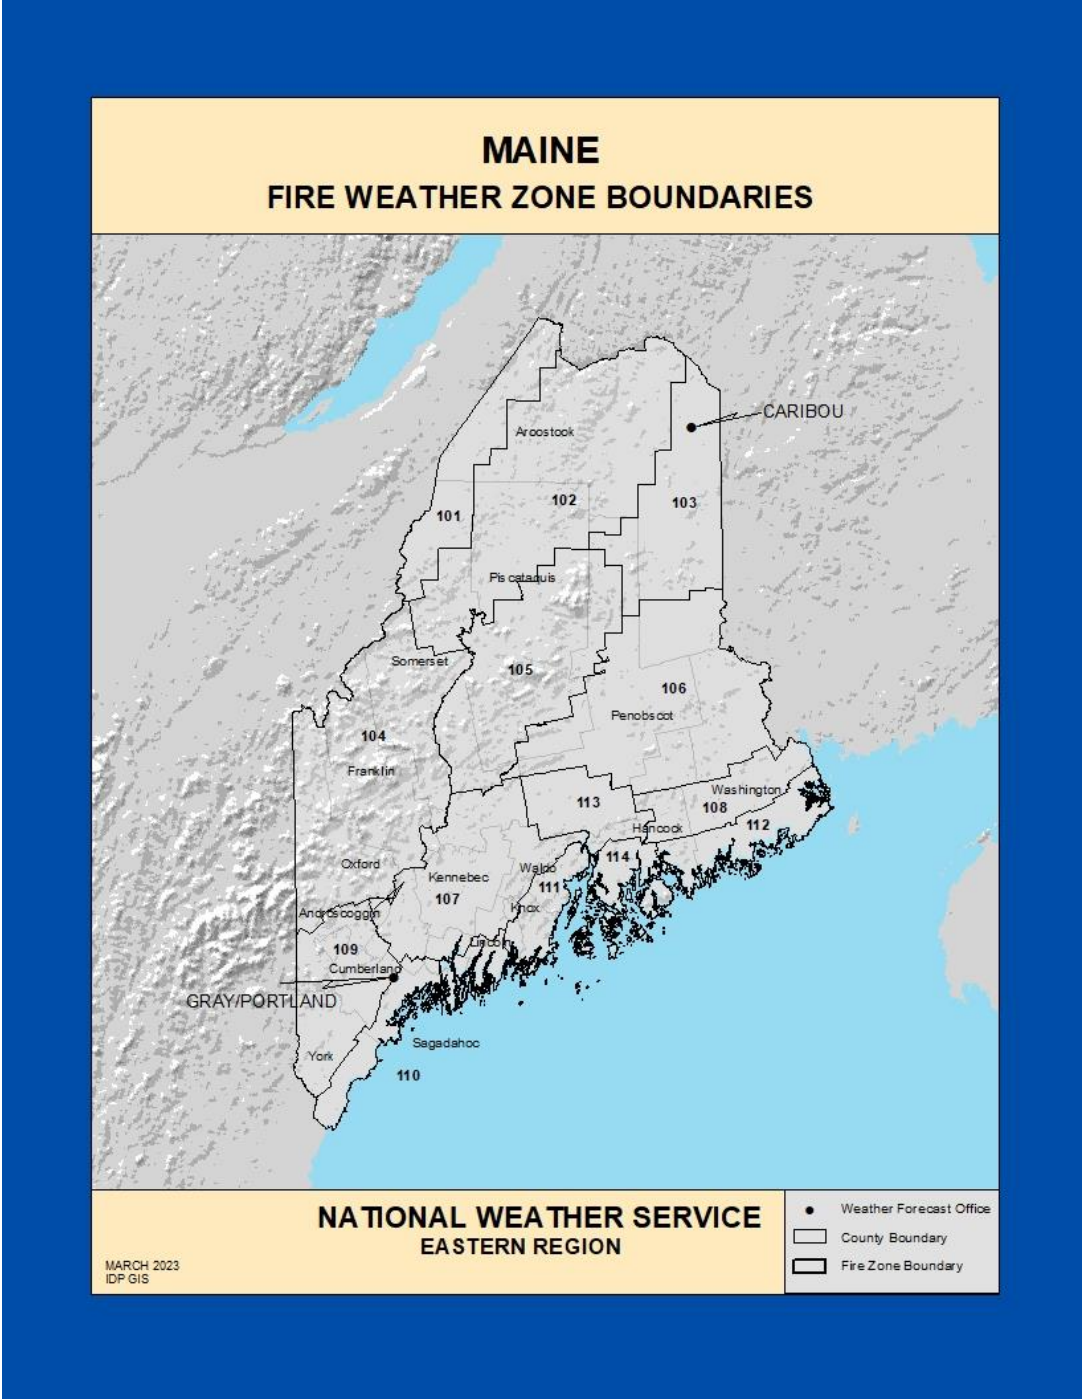 MAINE
FIRE WEATHER ZONE BOUNDARIES
CARIBOU
Aroostook
102
103
101
Piscataquis
Somerset
105
106
Penobscot
104
Franklin
Washington
113
108
112
Hancock
114
Oxford
Waldo
Kennebec
111
107
Knox
Androscoggin
Lincoln
109
Cumberland
GRAY/PORTLAND
Sagadahoc
York
110
NATIONAL WEATHER SERVICE
EASTERN REGION
MARCH 2023
IDP GIS
Weather Forecast Office
County Boundary
Fire Zone Boundary